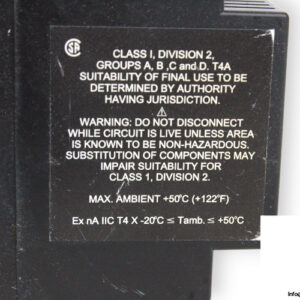 CLASS I, DIVISION 2,
GROUPS A, B ,C and D. T4A
SUITABILITY OF FINAL USE TO BE
DETERMINED BY AUTHORITY
HAVING JURISDICTION.
WARNING: DO NOT DISCONNECT
WHILE CIRCUIT IS LIVE UNLESS AREA
IS KNOWN TO BE NON-HAZARDOUS.
SUBSTITUTION OF COMPONENTS MAY
IMPAIR SUITABILITY FOR
CLASS 1, DIVISION 2.
MAX. AMBIENT +50°C (+122°F)
Ex nA IIC T4 X -20°C ≤ Tamb. ≤ +50°C